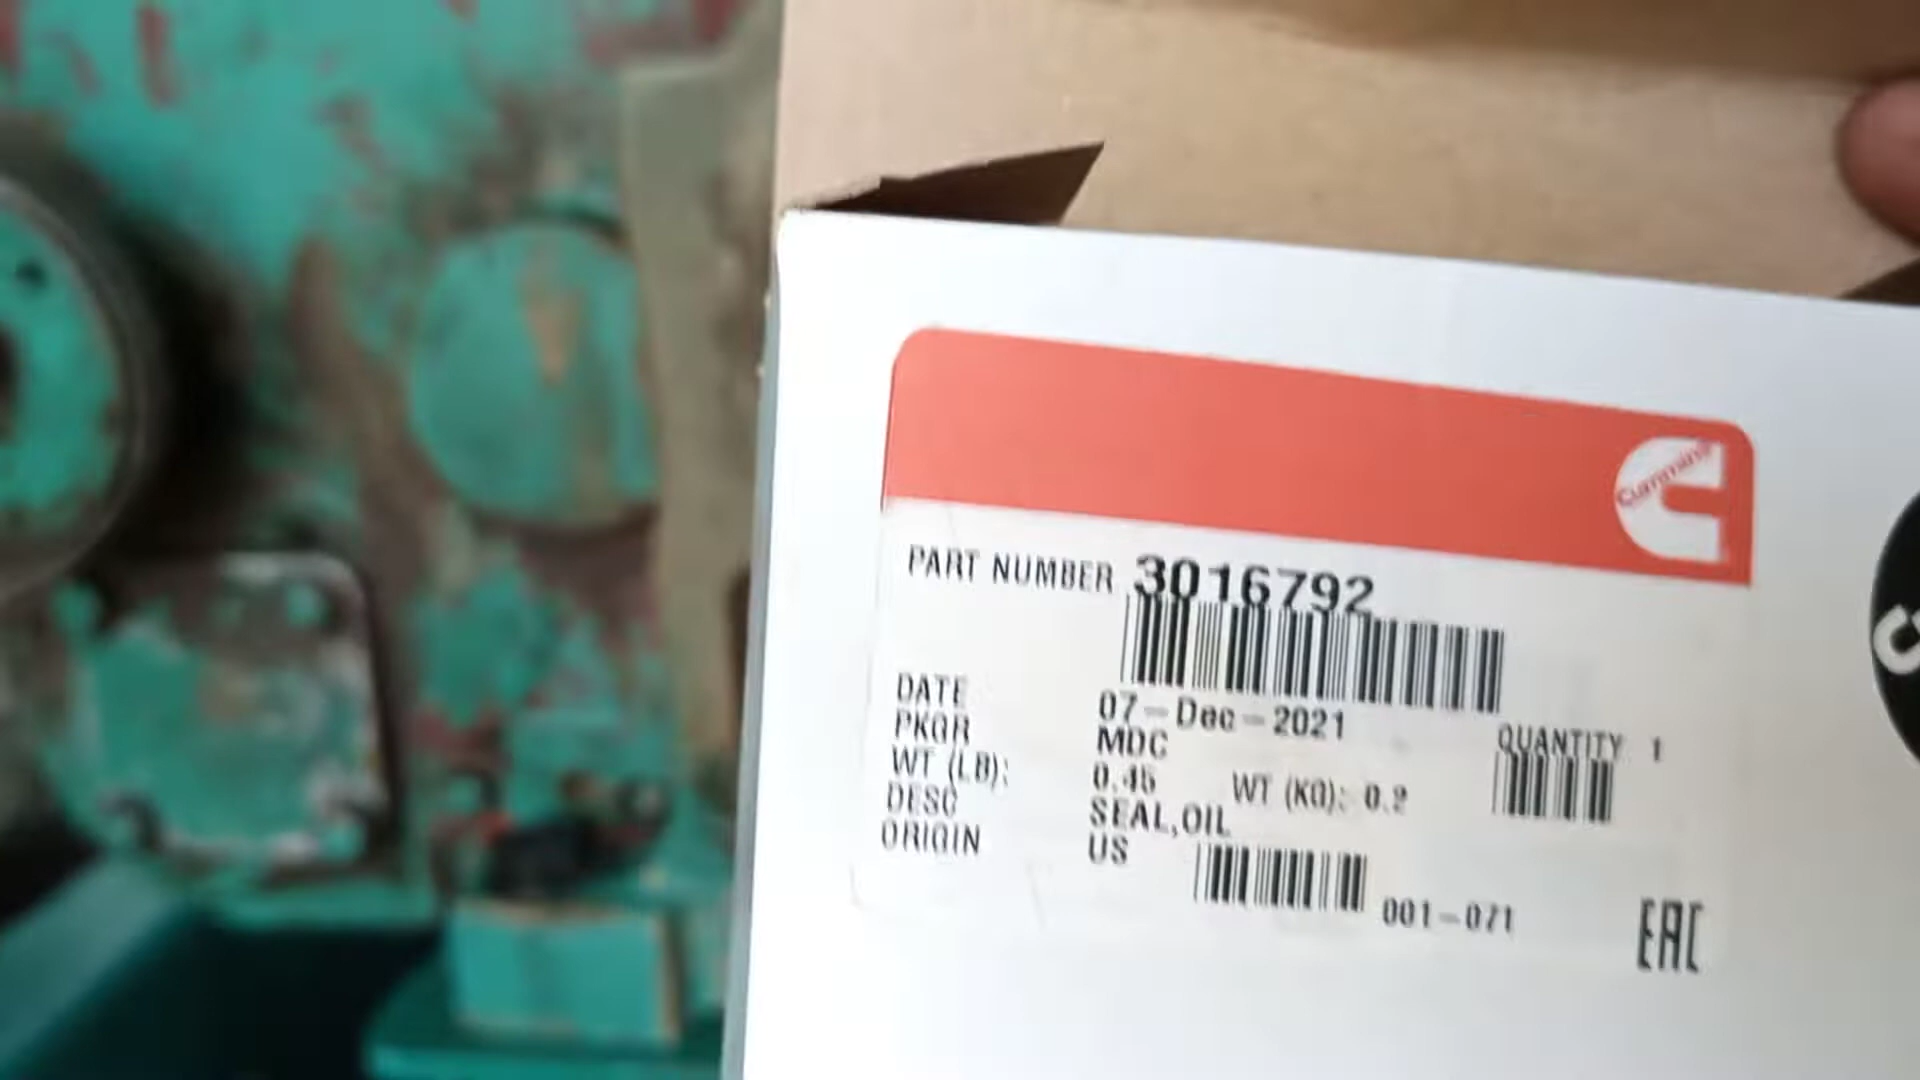 Cummins
PART NUMBER 3016792
DATE 07-Dec-2021
PKGR MDC
QUANTITY 1
WT (LB): 0.45 WT (KG): 0.2
DESC SEAL,OIL
ORIGIN US
001-071
EAC